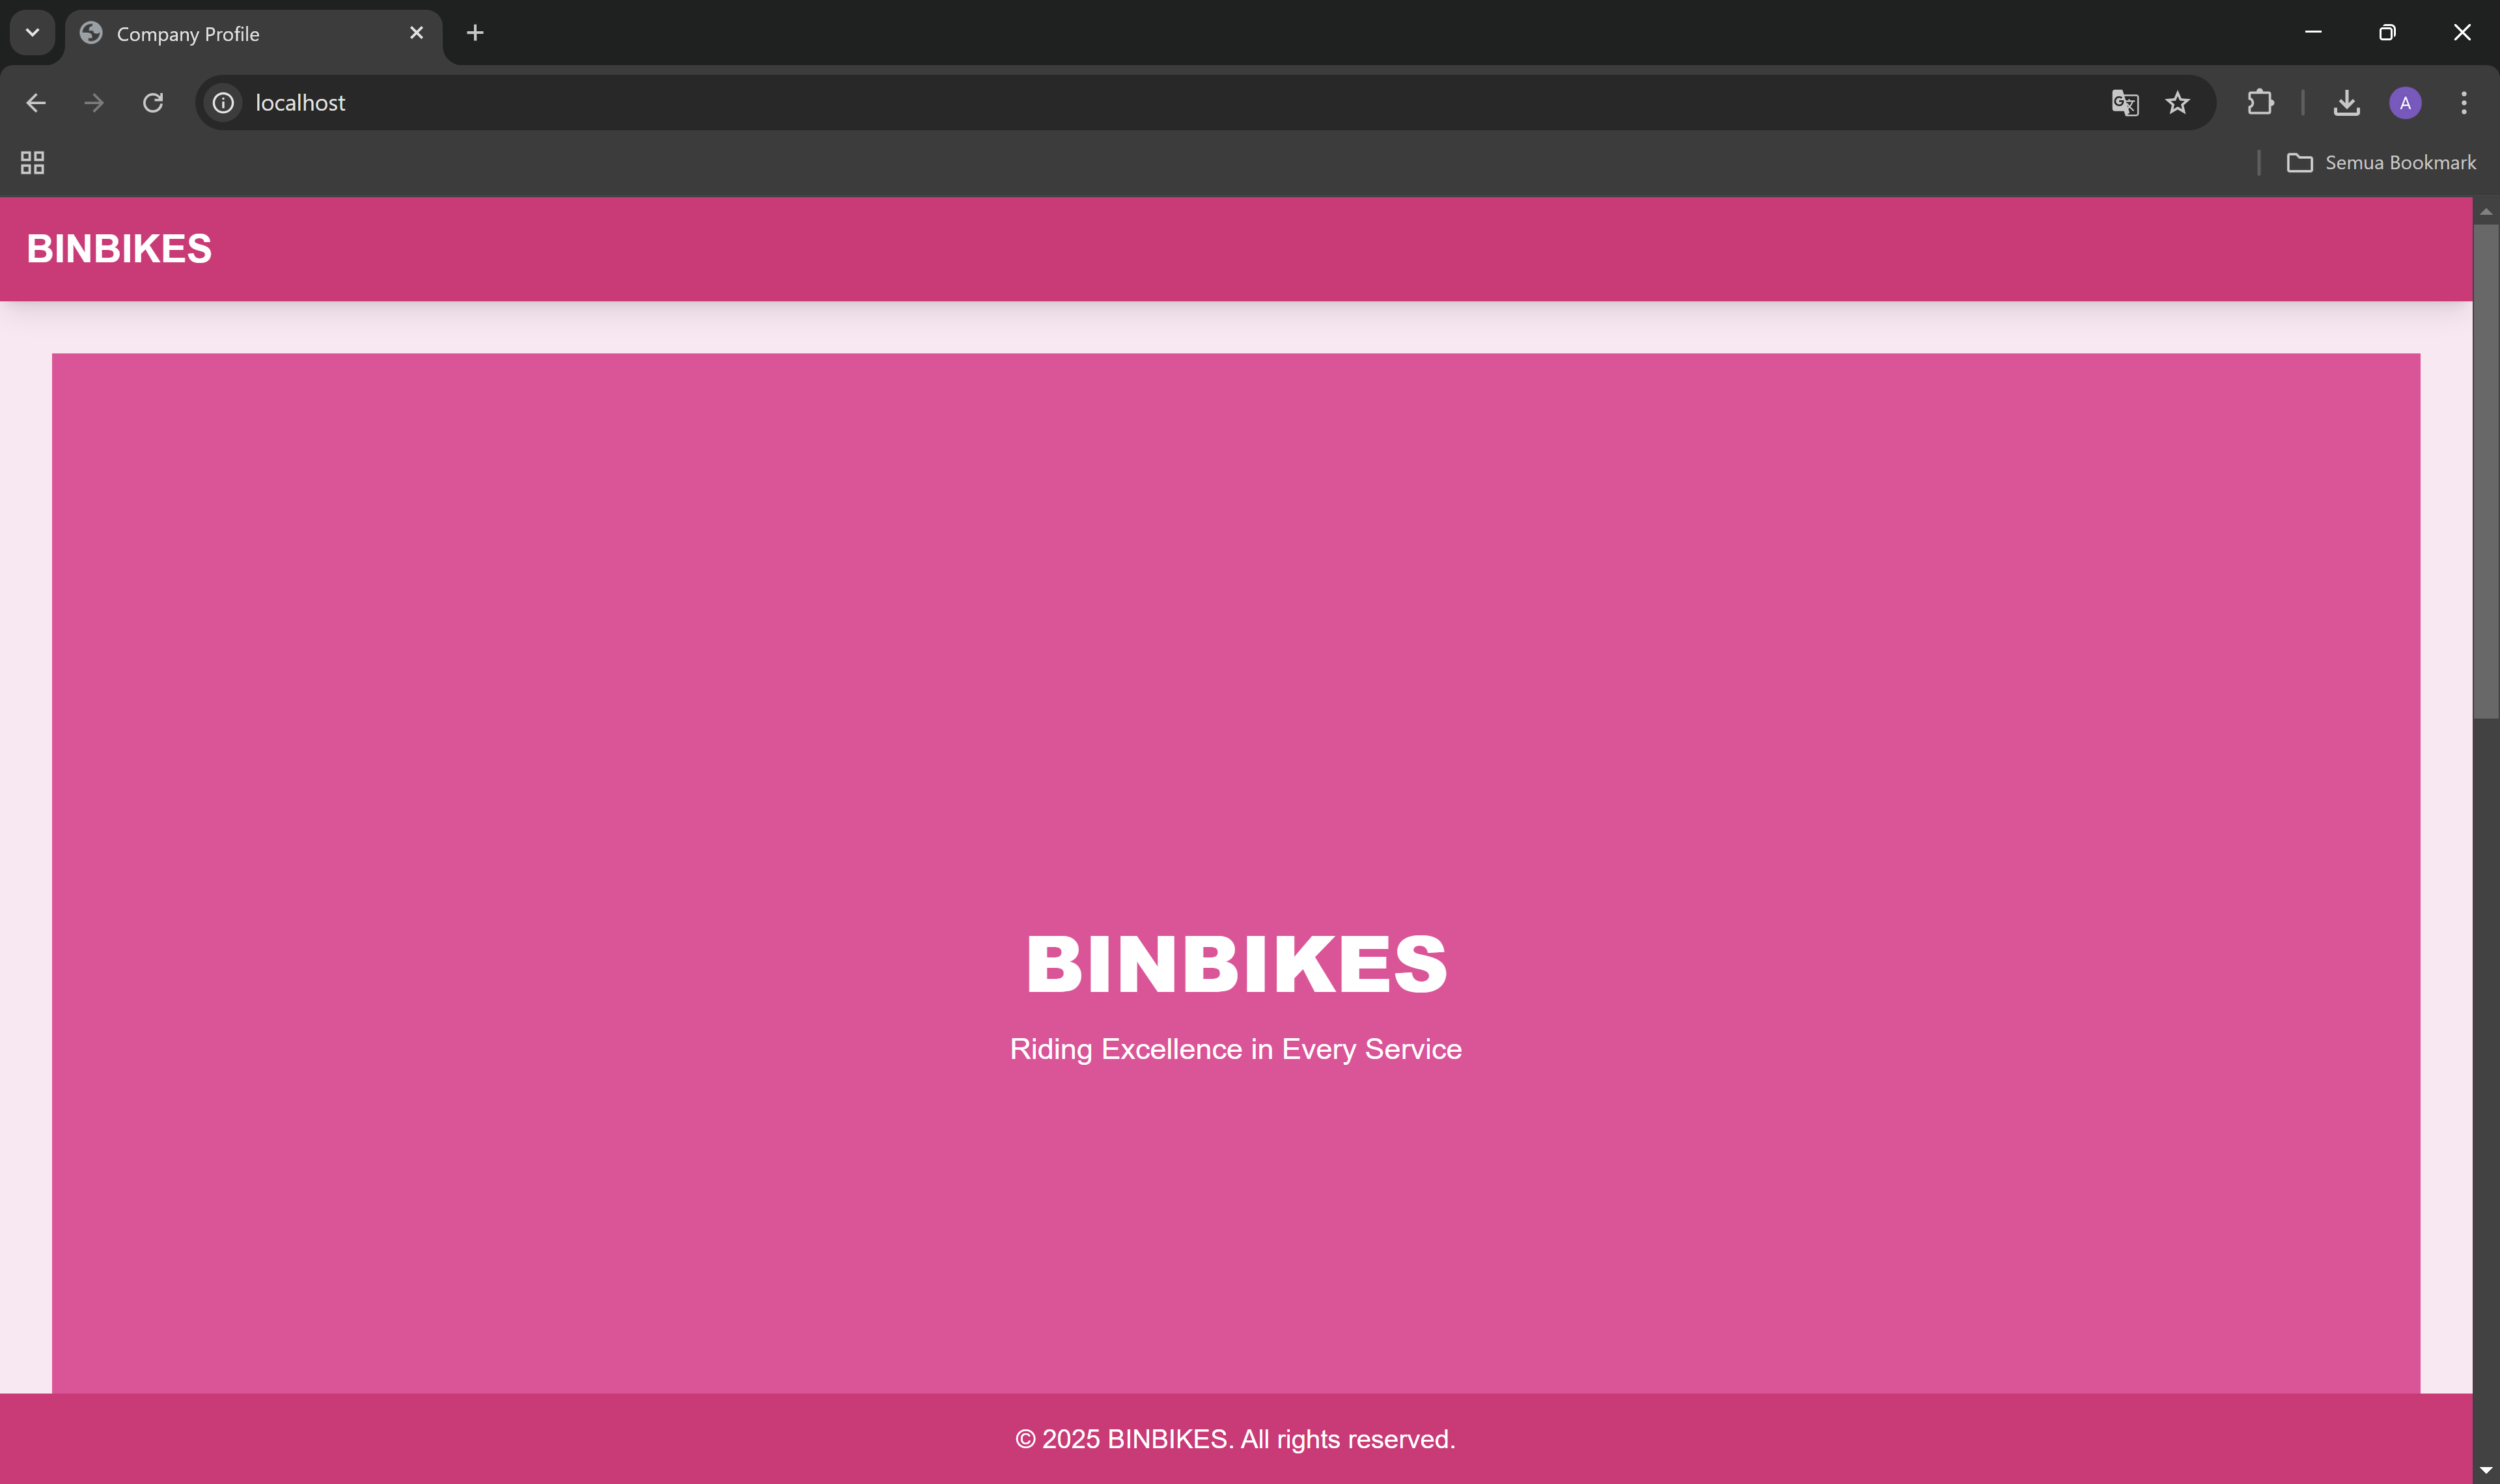 Company Profile
localhost
A
Semua Bookmark
BINBIKES
BINBIKES
Riding Excellence in Every Service
© 2025 BINBIKES. All rights reserved.